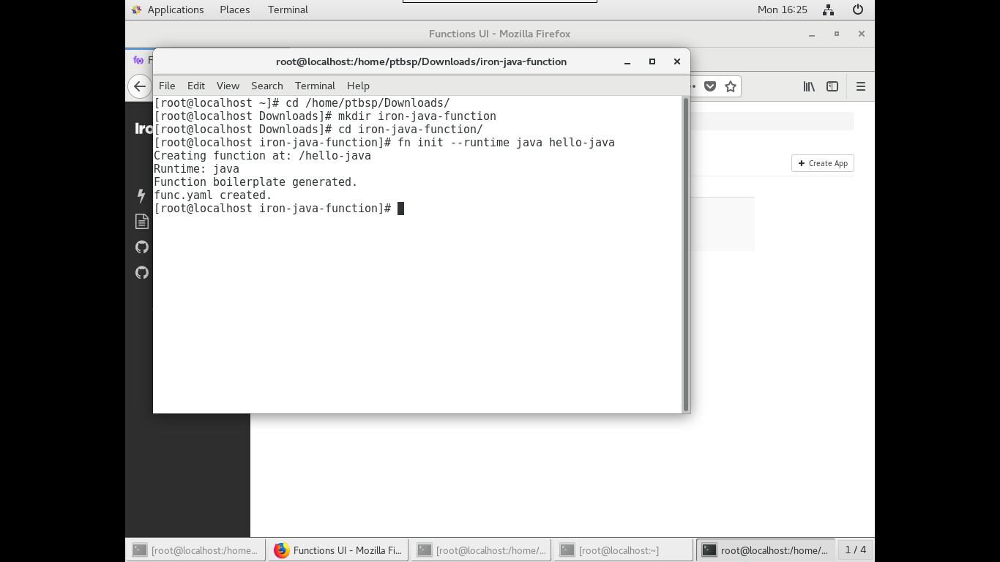 Applications Places Terminal Mon 16:25
Functions UI - Mozilla Firefox
root@localhost:/home/ptbsp/Downloads/iron-java-function
File Edit View Search Terminal Help
[root@localhost ~]# cd /home/ptbsp/Downloads/
[root@localhost Downloads]# mkdir iron-java-function
[root@localhost Downloads]# cd iron-java-function/
[root@localhost iron-java-function]# fn init --runtime java hello-java
Creating function at: /hello-java
Runtime: java
Function boilerplate generated.
func.yaml created.
[root@localhost iron-java-function]#
Create App
[root@localhost:/home... Functions UI - Mozilla Fi... [root@localhost:/home/... [root@localhost:~] root@localhost:/home/... 1 / 4